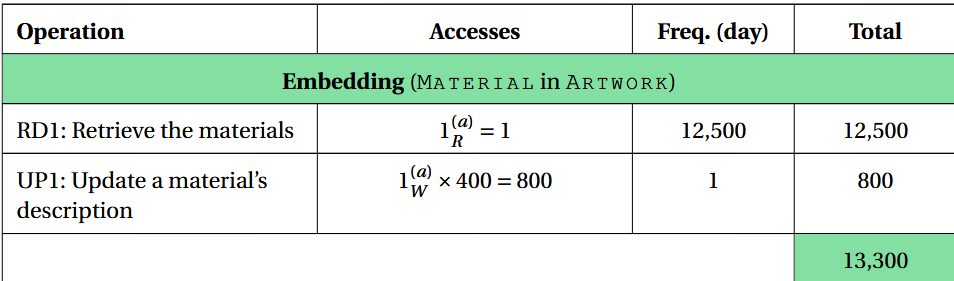 Operation Accesses Freq. (day) Total
Embedding (MATERIAL in ARTWORK)
RD1: Retrieve the materials 1_R^(a) = 1 12,500 12,500
UP1: Update a material's 1_W^(a) × 400 = 800 1 800
description
13,300